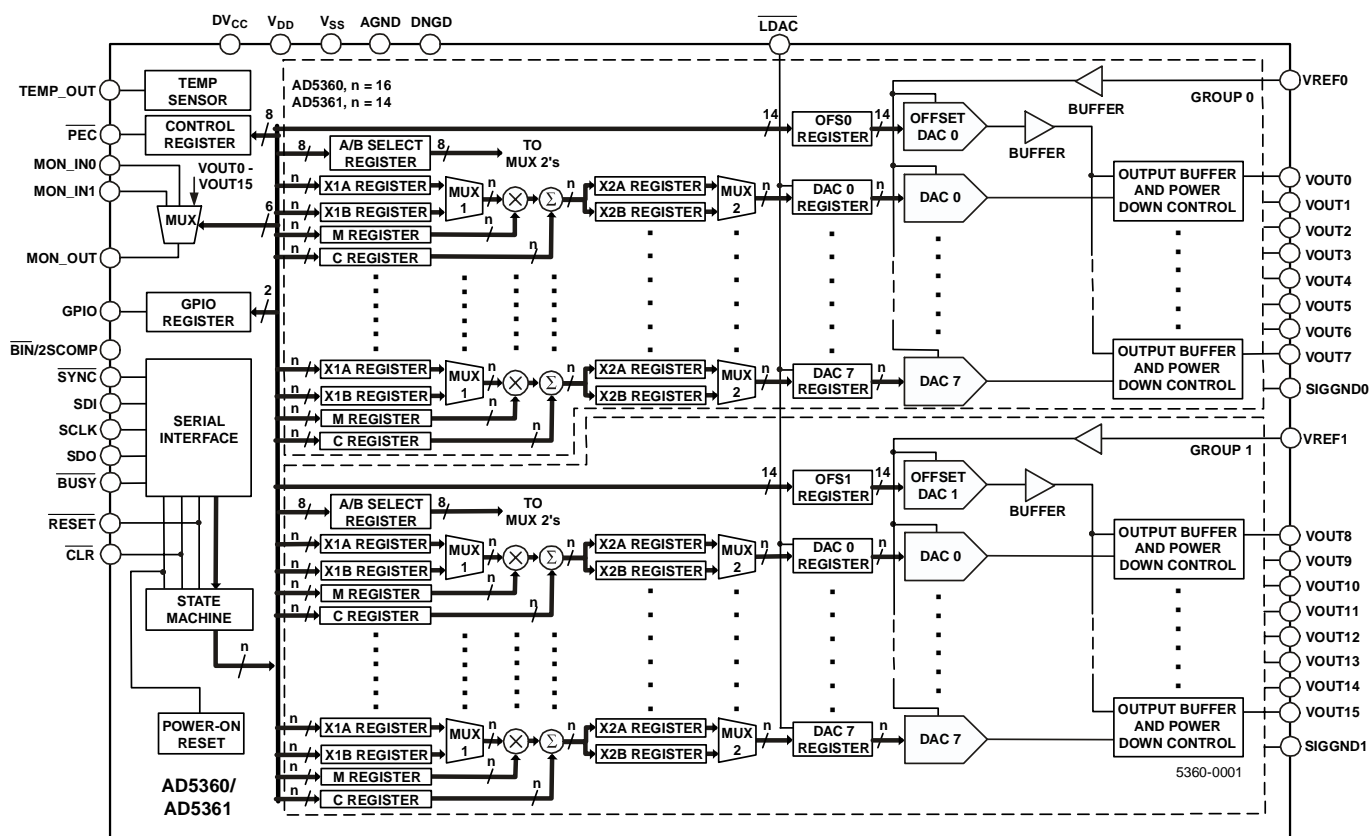 DVCC VDD VSS AGND DNGD LDAC
TEMP_OUT
TEMP
SENSOR
PEC
CONTROL
REGISTER
8
MON_IN0
MON_IN1
VOUT0 -
VOUT15
MUX
6
MON_OUT
GPIO
GPIO
REGISTER
2
BIN/2SCOMP
SYNC
SDI
SCLK
SDO
BUSY
SERIAL
INTERFACE
RESET
CLR
STATE
MACHINE
n
POWER-ON
RESET
AD5360/
AD5361
AD5360, n = 16
AD5361, n = 14
14
OFS0
REGISTER
14
OFFSET
DAC 0
BUFFER
BUFFER
GROUP 0
VREF0
8
A/B SELECT
REGISTER
8
TO
MUX 2's
n
X1A REGISTER
n
X1B REGISTER
n
M REGISTER
n
C REGISTER
MUX
1
n
n
n
Σ
n
X2A REGISTER
X2B REGISTER
MUX
2
n
DAC 0
REGISTER
n
DAC 0
OUTPUT BUFFER
AND POWER
DOWN CONTROL
VOUT0
VOUT1
VOUT2
VOUT3
VOUT4
VOUT5
VOUT6
VOUT7
SIGGND0
n
X1A REGISTER
n
X1B REGISTER
n
M REGISTER
n
C REGISTER
MUX
1
n
n
n
Σ
n
X2A REGISTER
X2B REGISTER
MUX
2
n
DAC 7
REGISTER
n
DAC 7
OUTPUT BUFFER
AND POWER
DOWN CONTROL
VREF1
GROUP 1
14
OFS1
REGISTER
14
OFFSET
DAC 1
BUFFER
8
A/B SELECT
REGISTER
8
TO
MUX 2's
n
X1A REGISTER
n
X1B REGISTER
n
M REGISTER
n
C REGISTER
MUX
1
n
n
n
Σ
n
X2A REGISTER
X2B REGISTER
MUX
2
n
DAC 0
REGISTER
n
DAC 0
OUTPUT BUFFER
AND POWER
DOWN CONTROL
VOUT8
VOUT9
VOUT10
VOUT11
VOUT12
VOUT13
VOUT14
VOUT15
SIGGND1
n
X1A REGISTER
n
X1B REGISTER
n
M REGISTER
n
C REGISTER
MUX
1
n
n
n
Σ
n
X2A REGISTER
X2B REGISTER
MUX
2
n
DAC 7
REGISTER
n
DAC 7
OUTPUT BUFFER
AND POWER
DOWN CONTROL
5360-0001